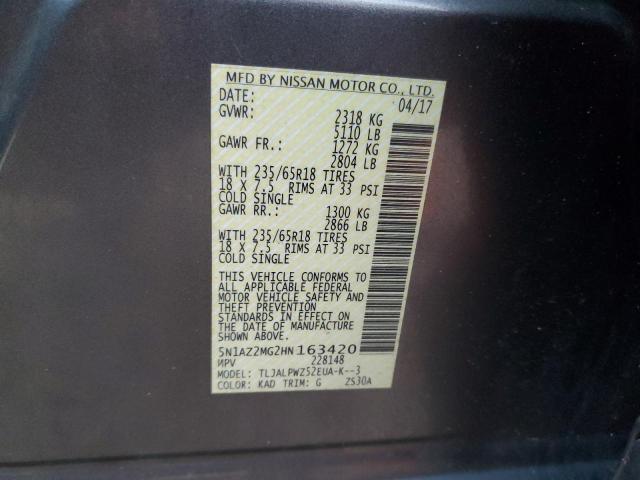 MFD BY NISSAN MOTOR CO., LTD.
DATE: 04/17
GVWR: 2318 KG
5110 LB
GAWR FR.: 1272 KG
2804 LB
WITH 235/65R18 TIRES
18 X 7.5 RIMS AT 33 PSI
COLD SINGLE
GAWR RR.: 1300 KG
2866 LB
WITH 235/65R18 TIRES
18 X 7.5 RIMS AT 33 PSI
COLD SINGLE
THIS VEHICLE CONFORMS TO
ALL APPLICABLE FEDERAL
MOTOR VEHICLE SAFETY AND
THEFT PREVENTION
STANDARDS IN EFFECT ON
THE DATE OF MANUFACTURE
SHOWN ABOVE.
5N1AZ2MG2HN163420
MPV 228148
MODEL: TLJALPWZ52EUA-K--3
COLOR: KAD TRIM: G ZS30A